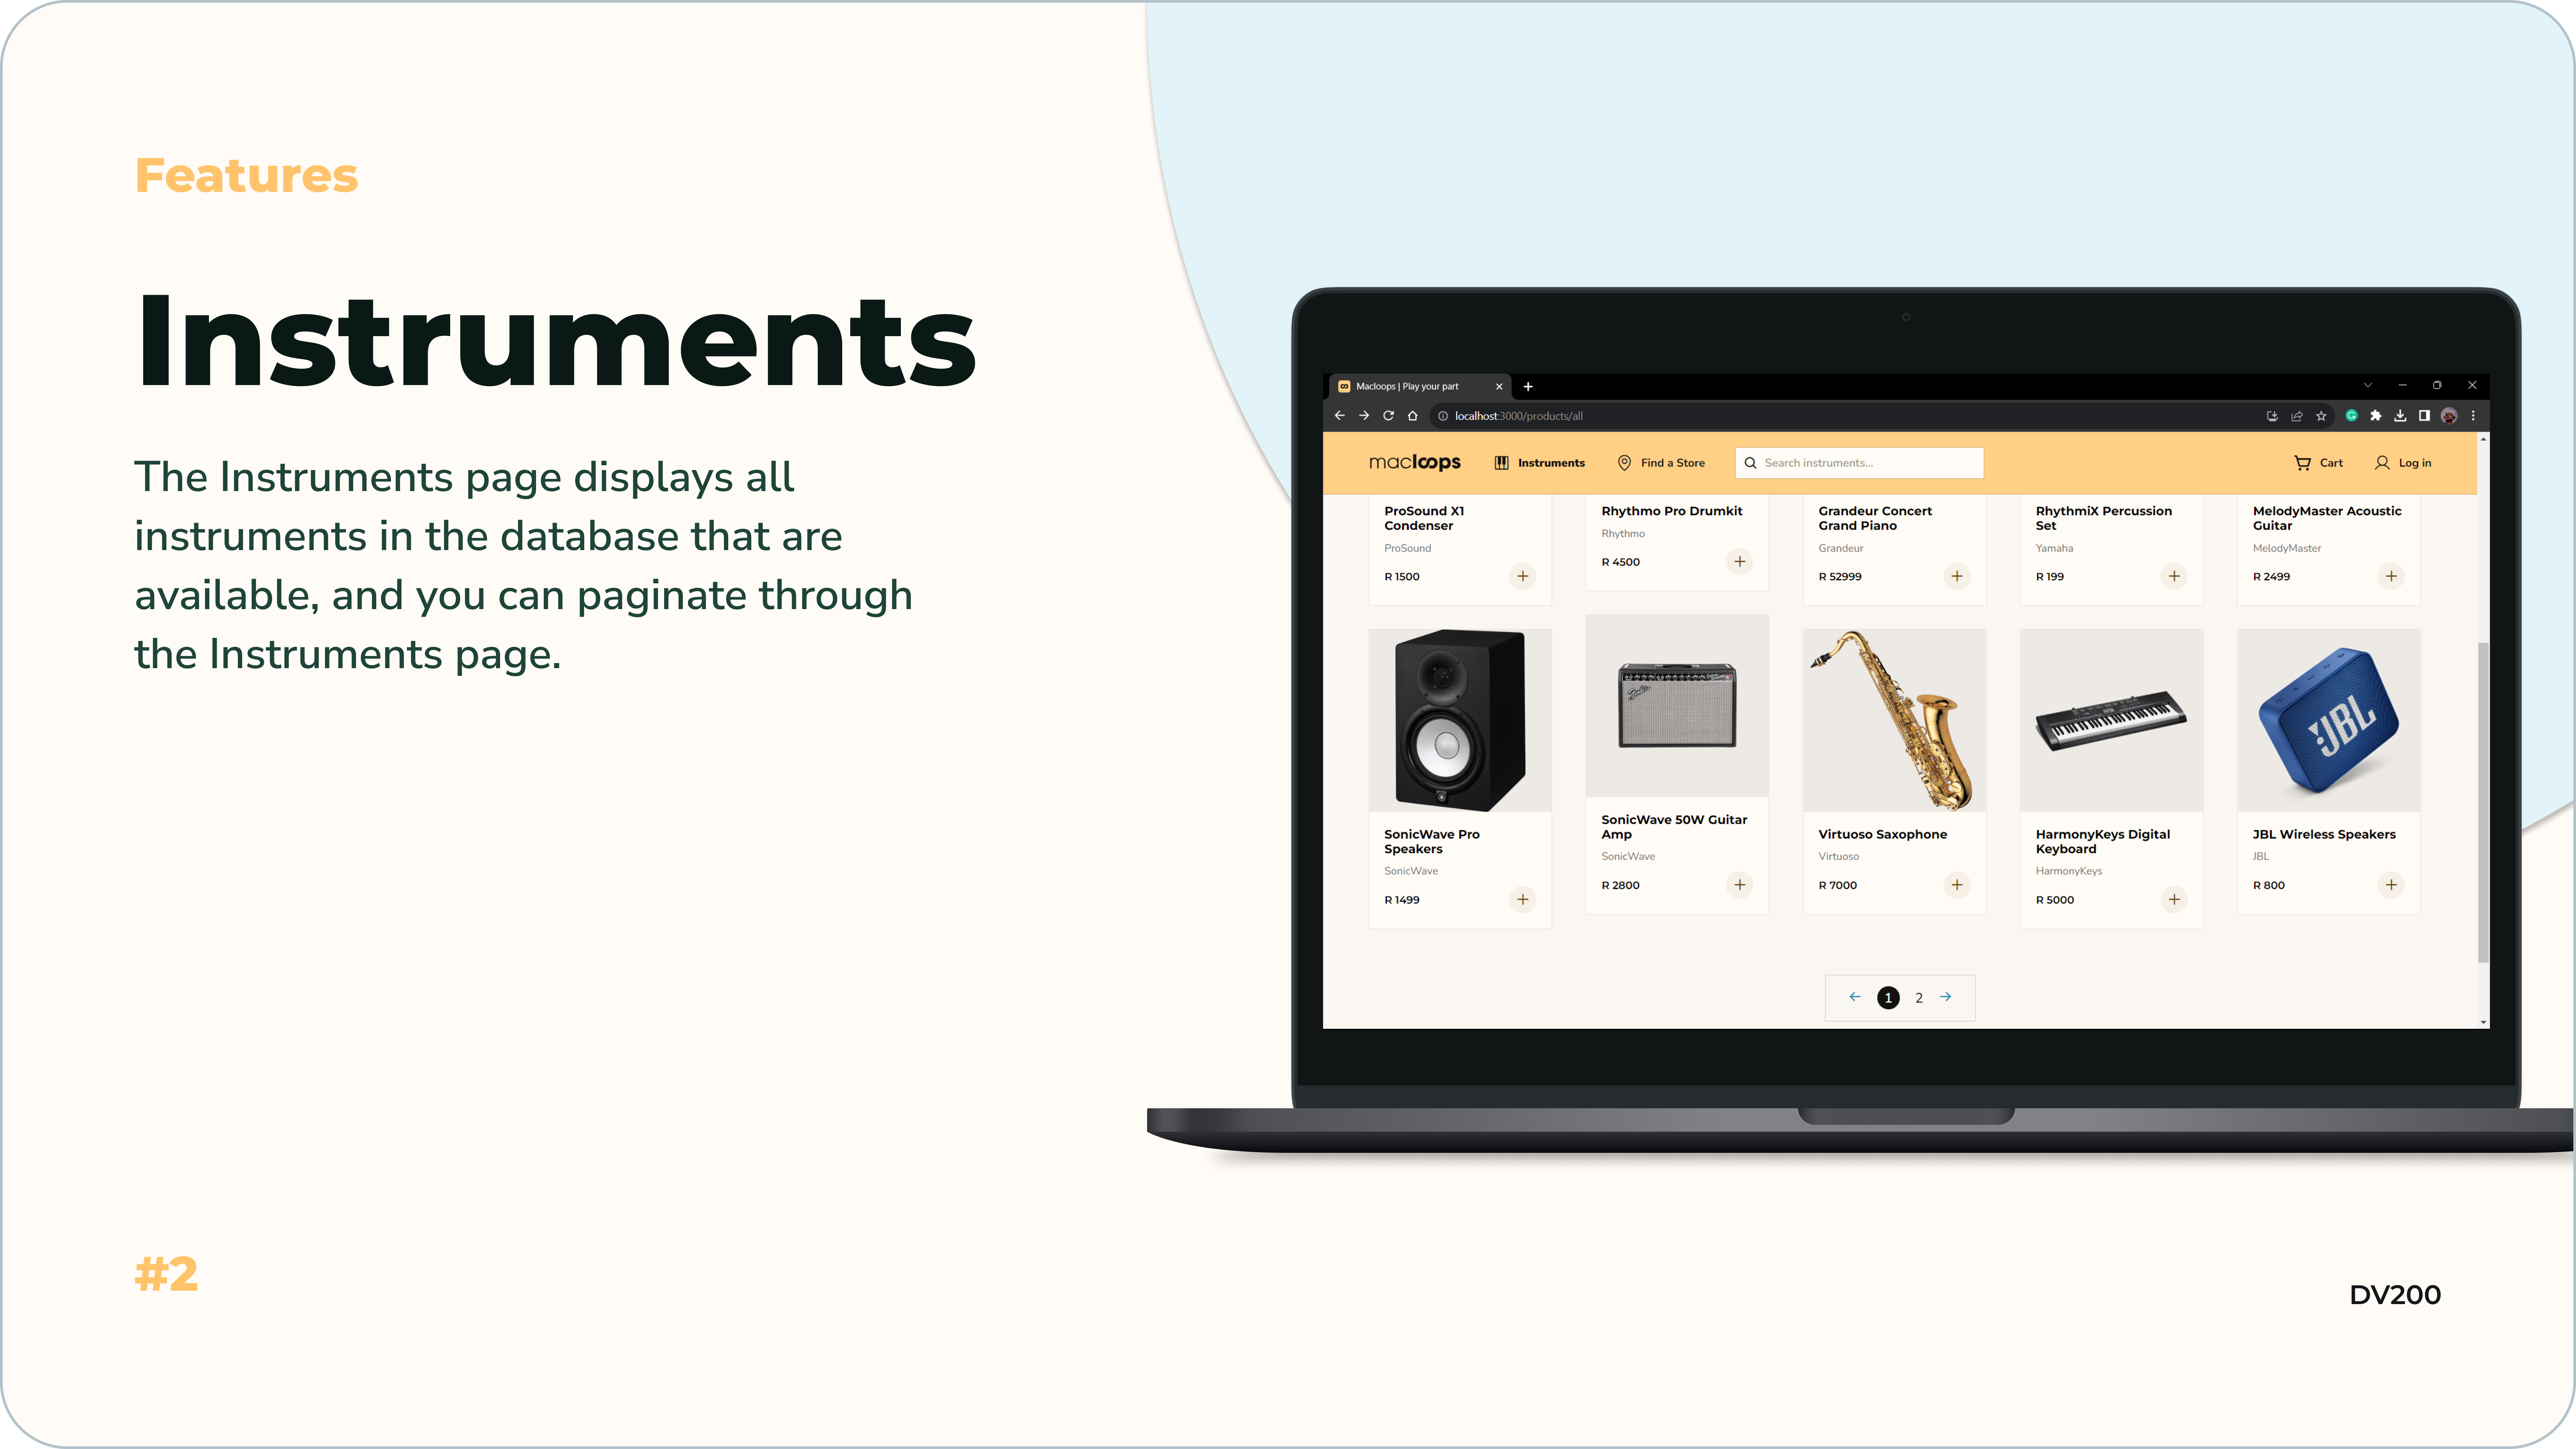 Features
Instruments
The Instruments page displays all
instruments in the database that are
available, and you can paginate through
the Instruments page.
#2
Macloops | Play your part
localhost:3000/products/all
macloops
Instruments
Find a Store
Search instruments...
Cart
Log in
ProSound X1
Condenser
ProSound
R 1500
Rhythmo Pro Drumkit
Rhythmo
R 4500
Grandeur Concert
Grand Piano
Grandeur
R 52999
RhythmiX Percussion
Set
Yamaha
R 199
MelodyMaster Acoustic
Guitar
MelodyMaster
R 2499
SonicWave Pro
Speakers
SonicWave
R 1499
Fender
SonicWave 50W Guitar
Amp
SonicWave
R 2800
Virtuoso Saxophone
Virtuoso
R 7000
HarmonyKeys Digital
Keyboard
HarmonyKeys
R 5000
JBL
JBL Wireless Speakers
JBL
R 800
1 2
DV200